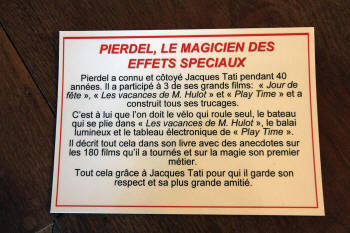 PIERDEL, LE MAGICIEN DES
EFFETS SPECIAUX
Pierdel a connu et côtoyé Jacques Tati pendant 40
années. Il a participé à 3 de ses grands films: « Jour de
fête », « Les vacances de M. Hulot » et « Play Time » et a
construit tous ses trucages.
C'est à lui que l'on doit le vélo qui roule seul, le bateau
qui se plie dans « Les vacances de M. Hulot », le balai
lumineux et le tableau électronique de « Play Time ».
Il décrit tout cela dans son livre avec des anecdotes sur
les 180 films qu'il a tournés et sur la magie son premier
métier.
Tout cela grâce à Jacques Tati pour qui il garde son
respect et sa plus grande amitié.